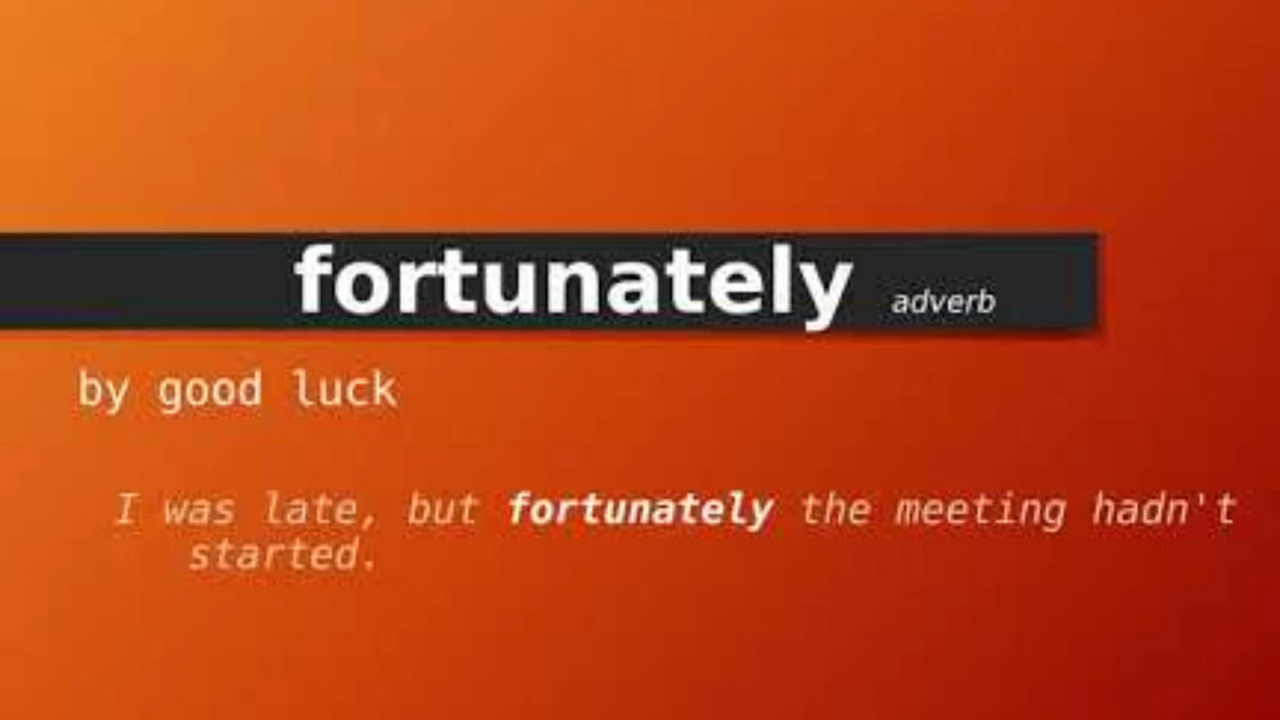 fortunately adverb
by good luck
I was late, but fortunately the meeting hadn't
started.